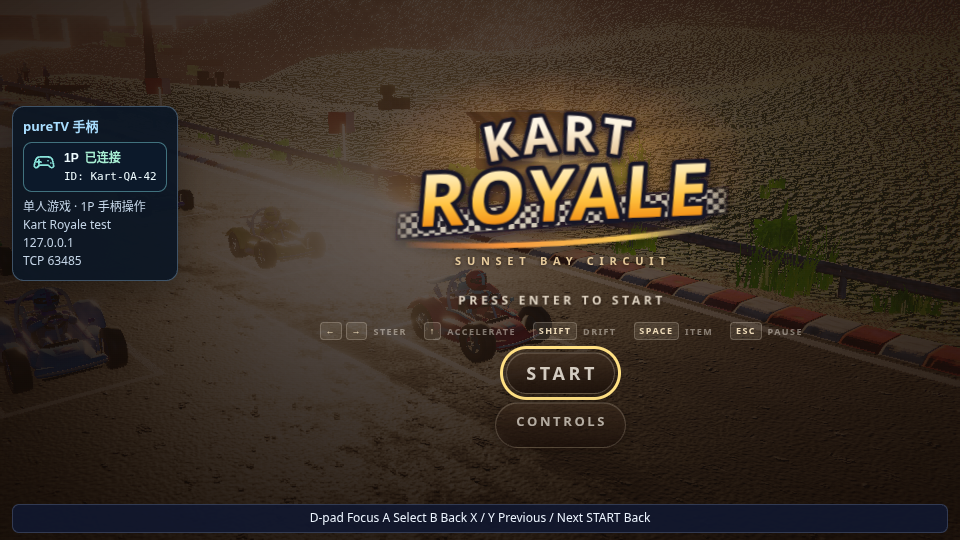 pureTV 手柄
1P 已连接
ID: Kart-QA-42
单人游戏 · 1P 手柄操作
Kart Royale test
127.0.0.1
TCP 63485
KART
ROYALE
SUNSET BAY CIRCUIT
PRESS ENTER TO START
← → STEER ↑ ACCELERATE SHIFT DRIFT SPACE ITEM ESC PAUSE
START
CONTROLS
D-pad Focus A Select B Back X / Y Previous / Next START Back